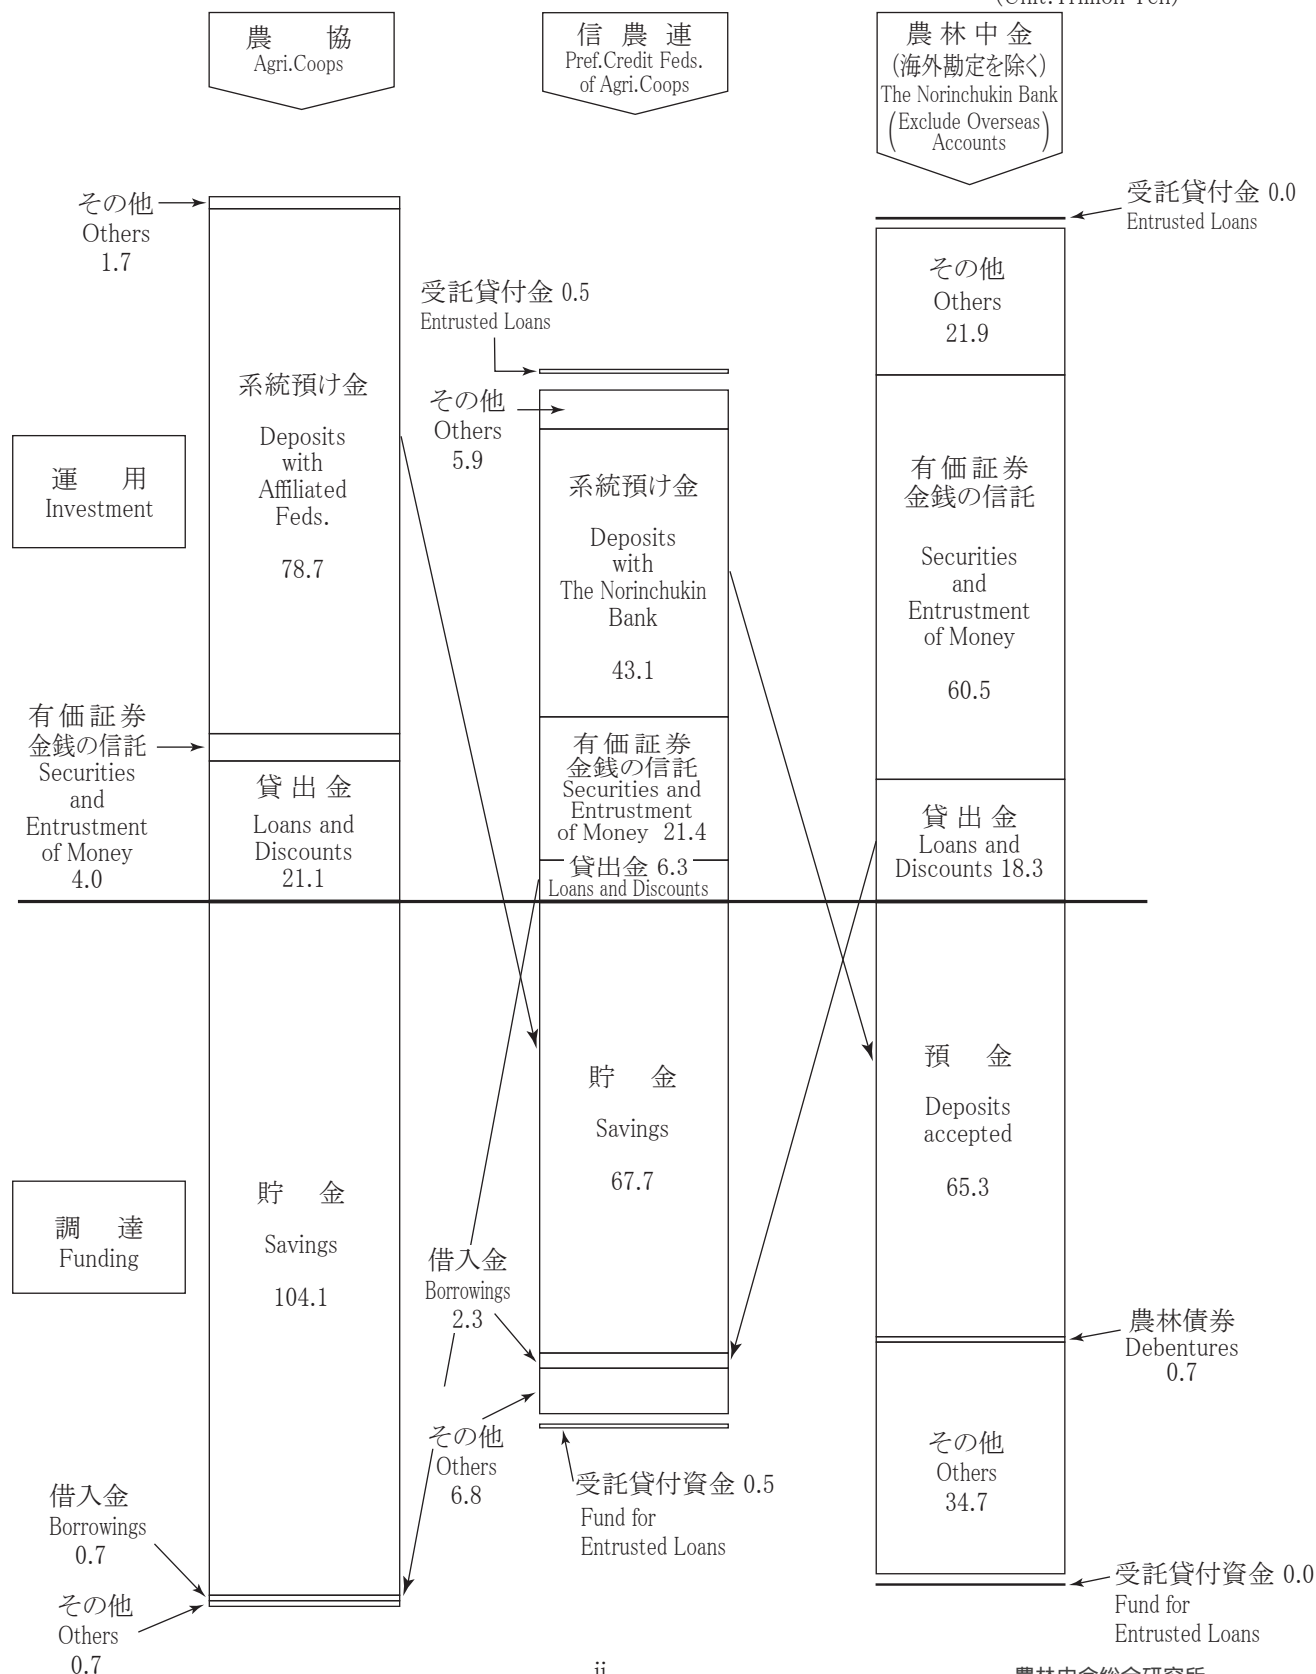 (Unit:Trillion Yen)
農 協
Agri.Coops
信 農 連
Pref.Credit Feds.
of Agri.Coops
農 林 中 金
(海外勘定を除く)
The Norinchukin Bank
(Exclude Overseas
Accounts)
その他
Others
1.7
系統預け金
Deposits
with
Affiliated
Feds.
78.7
有 価 証 券
金銭の信託
Securities
and
Entrustment
of Money
4.0
貸 出 金
Loans and
Discounts
21.1
受託貸付金 0.5
Entrusted Loans
その他
Others
5.9
系統預け金
Deposits
with
The Norinchukin
Bank
43.1
有 価 証 券
金銭の信託
Securities and
Entrustment
of Money 21.4
貸出金 6.3
Loans and Discounts
受託貸付金 0.0
Entrusted Loans
その他
Others
21.9
有 価 証 券
金銭の信託
Securities
and
Entrustment
of Money
60.5
貸 出 金
Loans and
Discounts 18.3
運 用
Investment
調 達
Funding
貯 金
Savings
104.1
借入金
Borrowings
0.7
その他
Others
0.7
貯 金
Savings
67.7
借入金
Borrowings
2.3
その他
Others
6.8
受託貸付資金 0.5
Fund for
Entrusted Loans
預 金
Deposits
accepted
65.3
農林債券
Debentures
0.7
その他
Others
34.7
受託貸付資金 0.0
Fund for
Entrusted Loans
ii
農林中金総合研究所